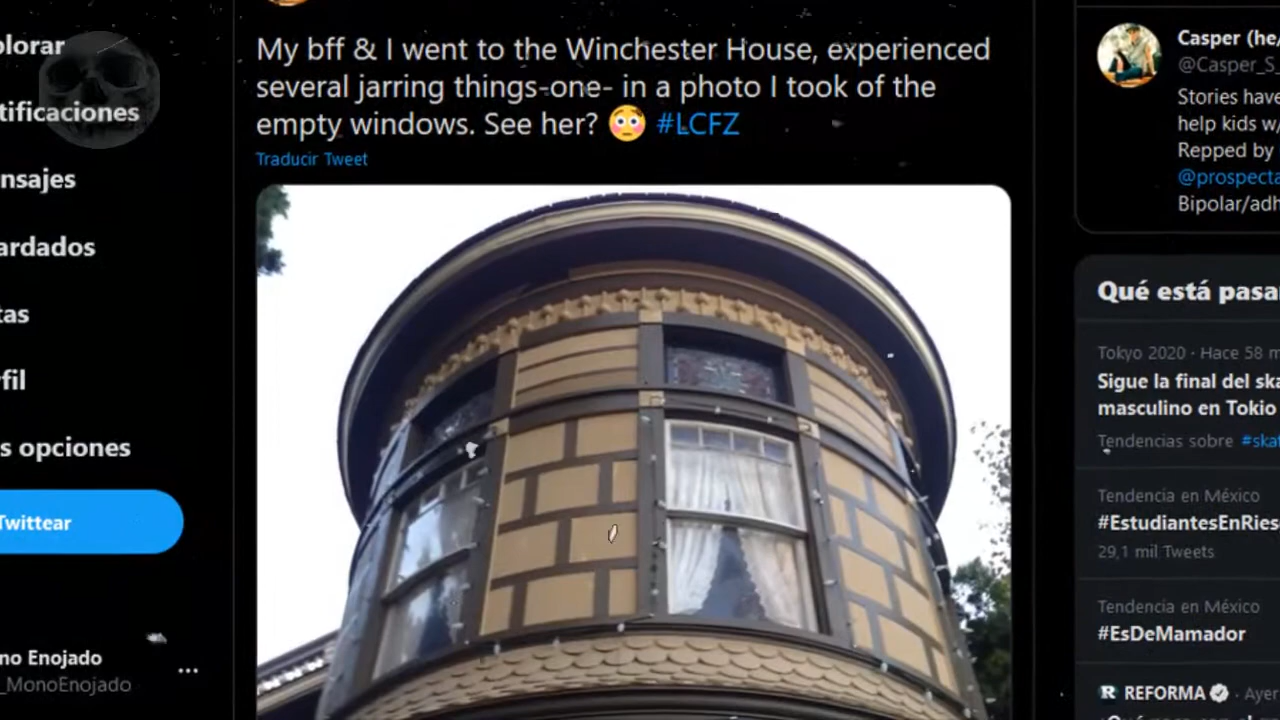 plorar
tificaciones
nsajes
ardados
tas
fil
s opciones
Twittear
no Enojado
_MonoEnojado
My bff & I went to the Winchester House, experienced
several jarring things-one- in a photo I took of the
empty windows. See her? 😳 #LCFZ
Traducir Tweet
Casper (he/
@Casper_S_
Stories have
help kids w/
Repped by
@prospecta
Bipolar/adh
Qué está pasa
Tokyo 2020 · Hace 58 m
Sigue la final del ska
masculino en Tokio
Tendencias sobre #skat
Tendencia en México
#EstudiantesEnRies
29,1 mil Tweets
Tendencia en México
#EsDeMamador
R REFORMA · Ayer